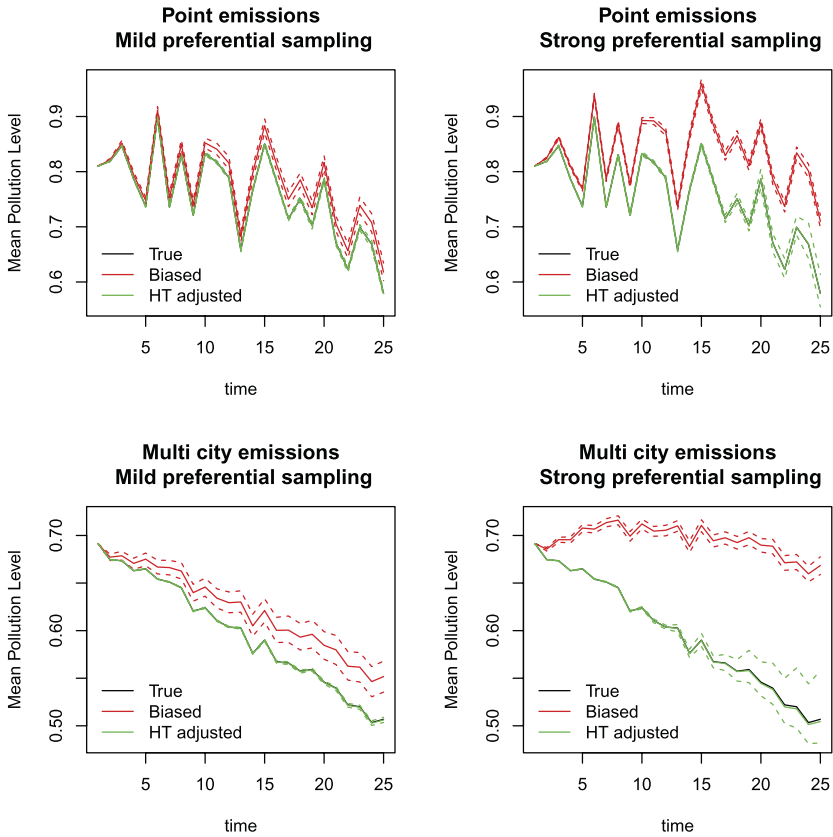 Point emissions
Mild preferential sampling
Mean Pollution Level
0.9
0.8
0.7
0.6
True
Biased
HT adjusted
5 10 15 20 25
time
Point emissions
Strong preferential sampling
Mean Pollution Level
0.9
0.8
0.7
0.6
True
Biased
HT adjusted
5 10 15 20 25
time
Multi city emissions
Mild preferential sampling
Mean Pollution Level
0.70
0.60
0.50
True
Biased
HT adjusted
5 10 15 20 25
time
Multi city emissions
Strong preferential sampling
Mean Pollution Level
0.70
0.60
0.50
True
Biased
HT adjusted
5 10 15 20 25
time